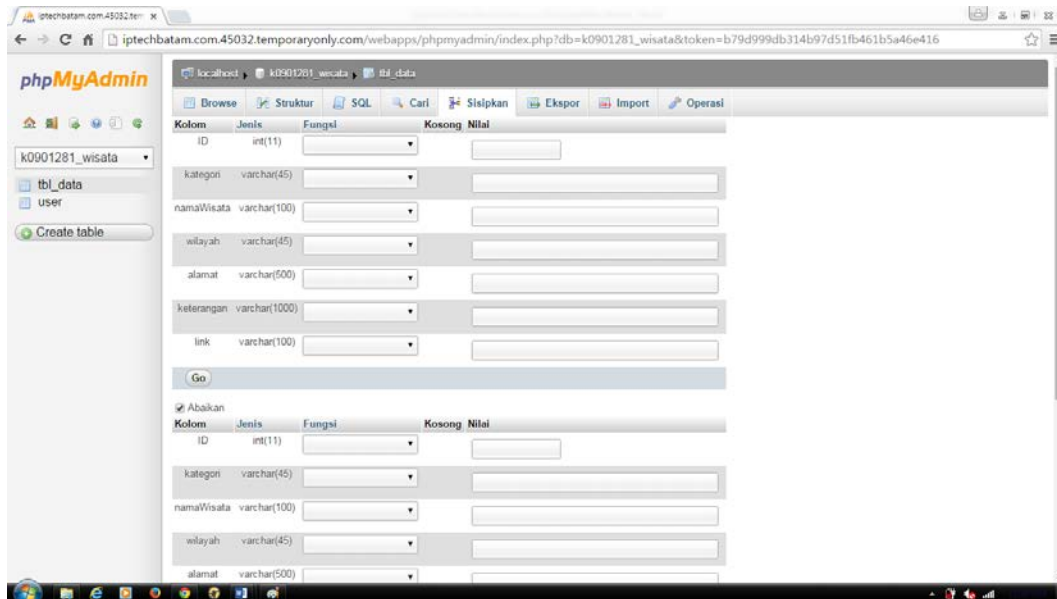 iptechbatam.com.45032.tem
iptechbatam.com.45032.temporaryonly.com/webapps/phpmyadmin/index.php?db=k0901281_wisata&token=b79d999db314b97d51fb461b5a46e416
phpMyAdmin
localhost k0901281_wisata tbl_data
Browse Struktur SQL Cari Sisipkan Ekspor Import Operasi
k0901281_wisata
tbl_data
user
Create table
Kolom Jenis Fungsi Kosong Nilai
ID int(11)
kategori varchar(45)
namaWisata varchar(100)
wilayah varchar(45)
alamat varchar(500)
keterangan varchar(1000)
link varchar(100)
Go
Abaikan
Kolom Jenis Fungsi Kosong Nilai
ID int(11)
kategori varchar(45)
namaWisata varchar(100)
wilayah varchar(45)
alamat varchar(500)